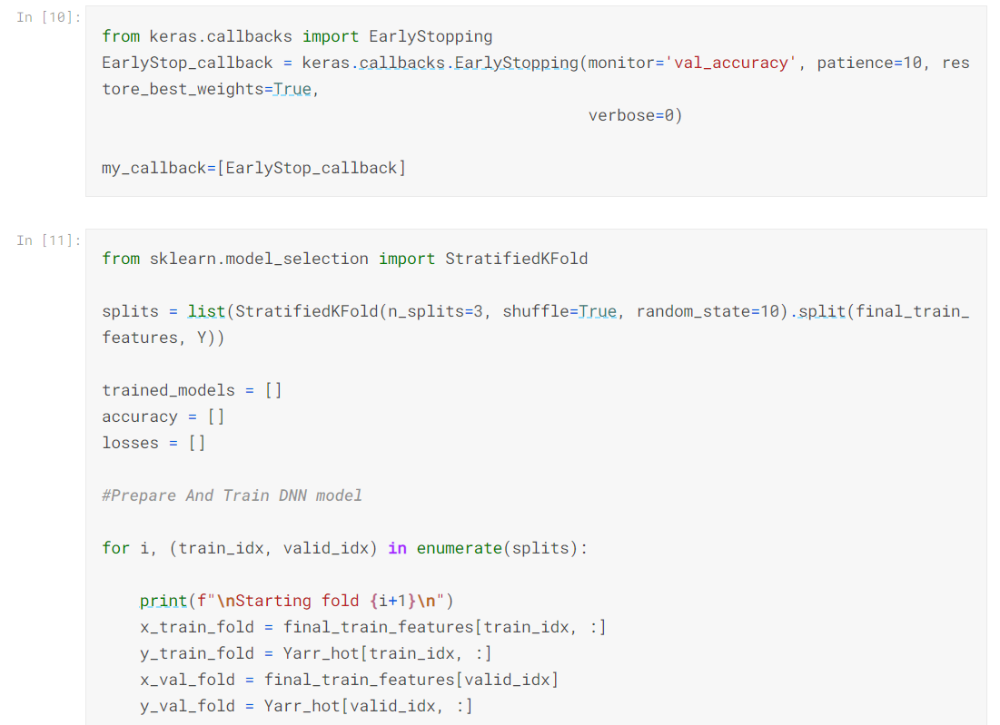 In [10]:
from keras.callbacks import EarlyStopping
EarlyStop_callback = keras.callbacks.EarlyStopping(monitor='val_accuracy', patience=10, res
tore_best_weights=True,
verbose=0)
my_callback=[EarlyStop_callback]
In [11]:
from sklearn.model_selection import StratifiedKFold
splits = list(StratifiedKFold(n_splits=3, shuffle=True, random_state=10).split(final_train_
features, Y))
trained_models = []
accuracy = []
losses = []
#Prepare And Train DNN model
for i, (train_idx, valid_idx) in enumerate(splits):
print(f"\nStarting fold {i+1}\n")
x_train_fold = final_train_features[train_idx, :]
y_train_fold = Yarr_hot[train_idx, :]
x_val_fold = final_train_features[valid_idx]
y_val_fold = Yarr_hot[valid_idx, :]